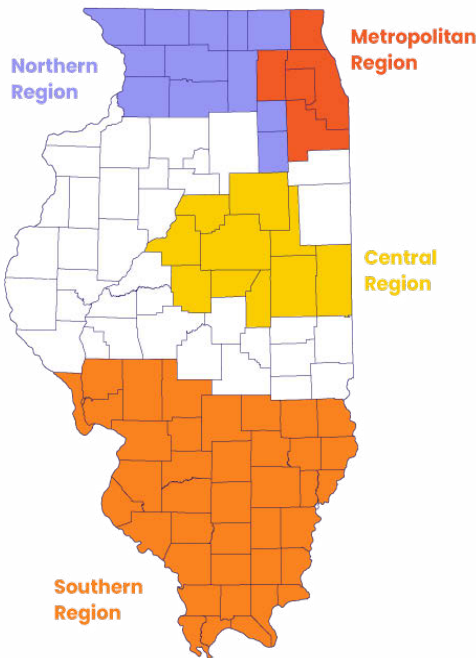 Metropolitan
Region
Northern
Region
Central
Region
Southern
Region